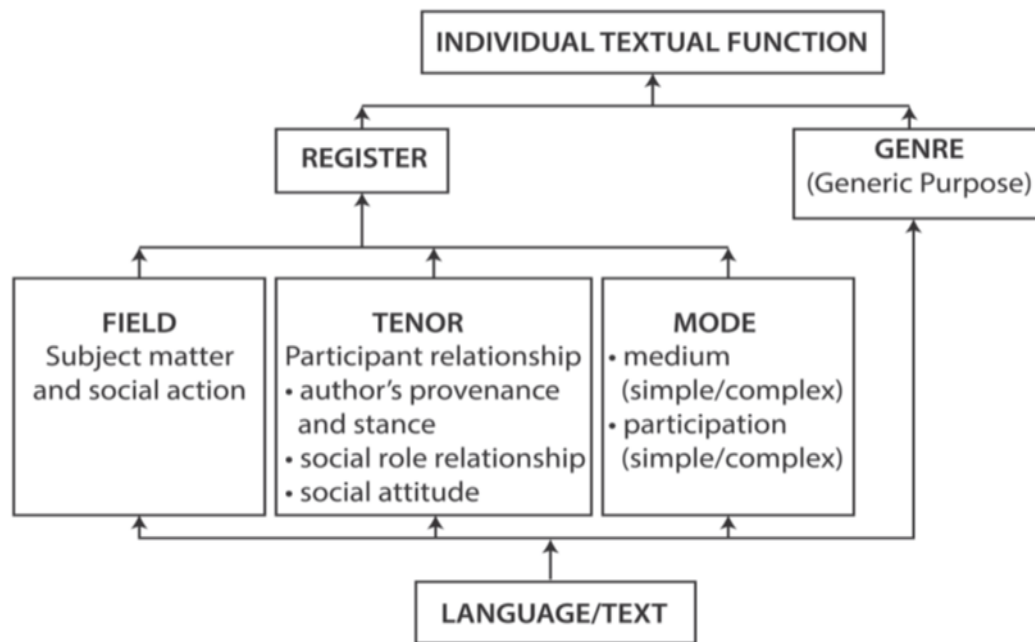 INDIVIDUAL TEXTUAL FUNCTION
REGISTER
GENRE
(Generic Purpose)
FIELD
Subject matter
and social action
TENOR
Participant relationship
• author's provenance
and stance
• social role relationship
• social attitude
MODE
• medium
(simple/complex)
• participation
(simple/complex)
LANGUAGE/TEXT